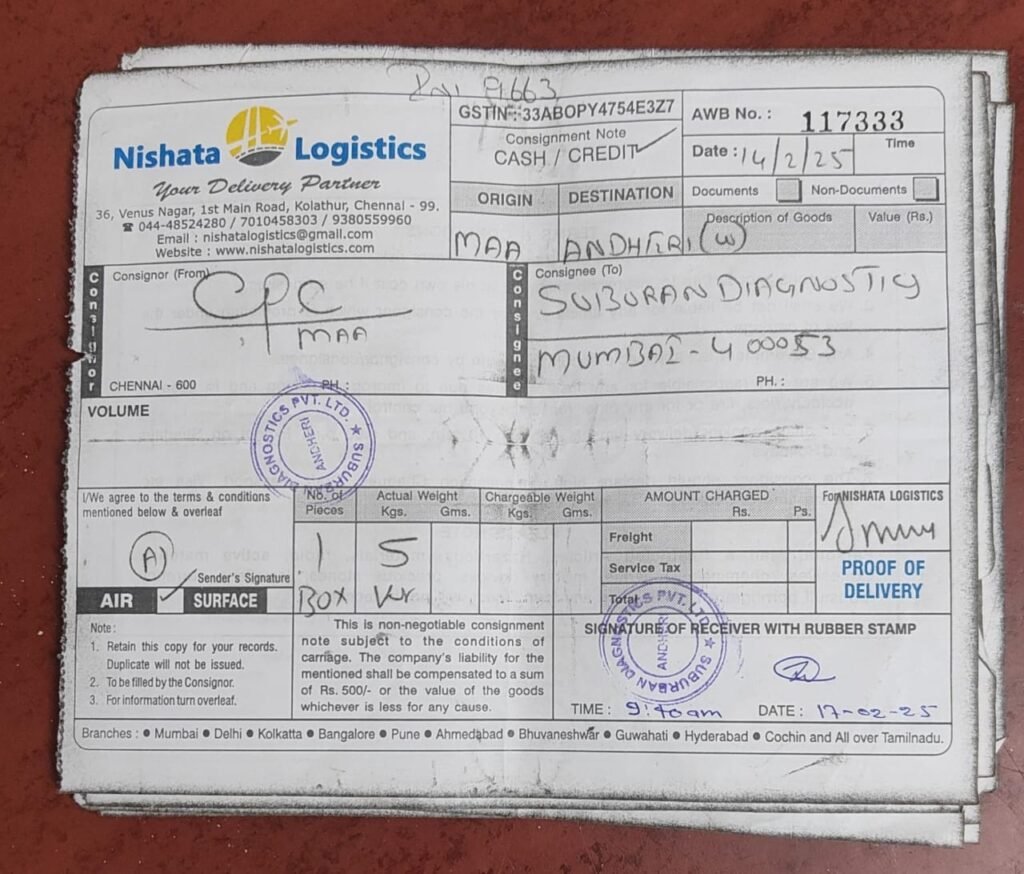 9663
Nishata Logistics
Your Delivery Partner
36, Venus Nagar, 1st Main Road, Kolathur, Chennai - 99.
☎ 044-48524280 / 7010458303 / 9380559960
Email : nishatalogistics@gmail.com
Website : www.nishatalogistics.com
GSTIN : 33ABOPY4754E3Z7
Consignment Note
CASH / CREDIT ✓
AWB No. : 117333
Date : 14/2/25 Time
ORIGIN DESTINATION
Documents Non-Documents
MAA ANDHERI (W)
Description of Goods Value (Rs.)
Consignor
Consignor (From)
CPC
MAA
CHENNAI - 600 PH :
Consignee
Consignee (To)
SUBURAN DIAGNOSTIC
MUMBAI - 400053
PH. :
VOLUME
SUBURBAN DIAGNOSTICS PVT. LTD. ★
ANDHERI
I/We agree to the terms & conditions
mentioned below & overleaf
A)
Sender's Signature
AIR ✓ SURFACE
No. of Pieces
Actual Weight
Kgs. Gms.
Chargeable Weight
Kgs. Gms.
1 5
BOX
AMOUNT CHARGED
Rs. Ps.
Freight
Service Tax
Total
For NISHATA LOGISTICS
PROOF OF
DELIVERY
Note :
1. Retain this copy for your records.
Duplicate will not be issued.
2. To be filled by the Consignor.
3. For information turn overleaf.
This is non-negotiable consignment
note subject to the conditions of
carriage. The company's liability for the
mentioned shall be compensated to a sum
of Rs. 500/- or the value of the goods
whichever is less for any cause.
SIGNATURE OF RECEIVER WITH RUBBER STAMP
SUBURBAN DIAGNOSTICS PVT. LTD. ★
ANDHERI
TIME : 9:40am DATE : 17-02-25
Branches : ● Mumbai ● Delhi ● Kolkatta ● Bangalore ● Pune ● Ahmedabad ● Bhuvaneshwar ● Guwahati ● Hyderabad ● Cochin and All over Tamilnadu.